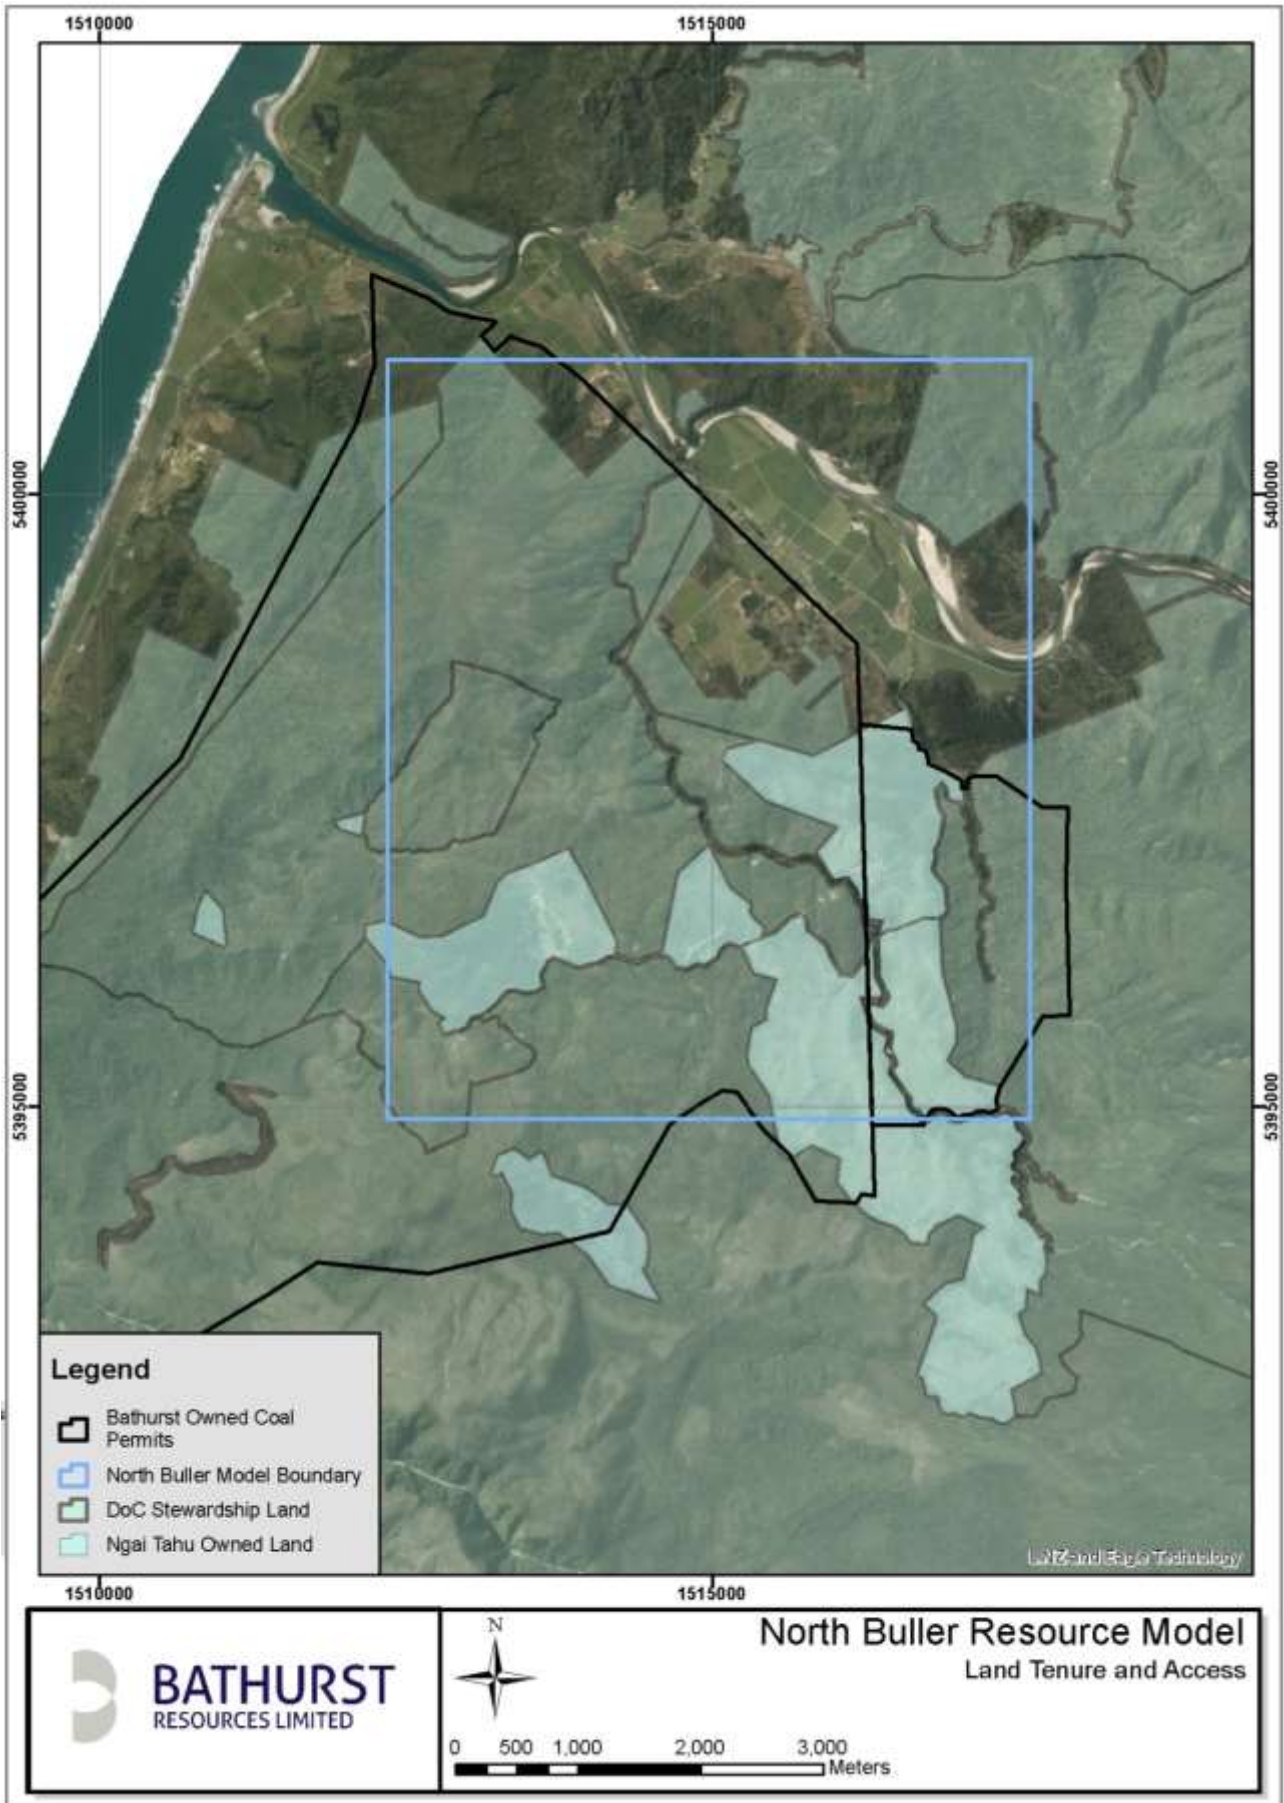 1510000
1515000
5400000
5400000
5395000
5395000
Legend
Bathurst Owned Coal
Permits
North Buller Model Boundary
DoC Stewardship Land
Ngai Tahu Owned Land
LINZ and Eagle Technology
1510000
1515000
BATHURST
RESOURCES LIMITED
N
North Buller Resource Model
Land Tenure and Access
0 500 1,000 2,000 3,000
Meters